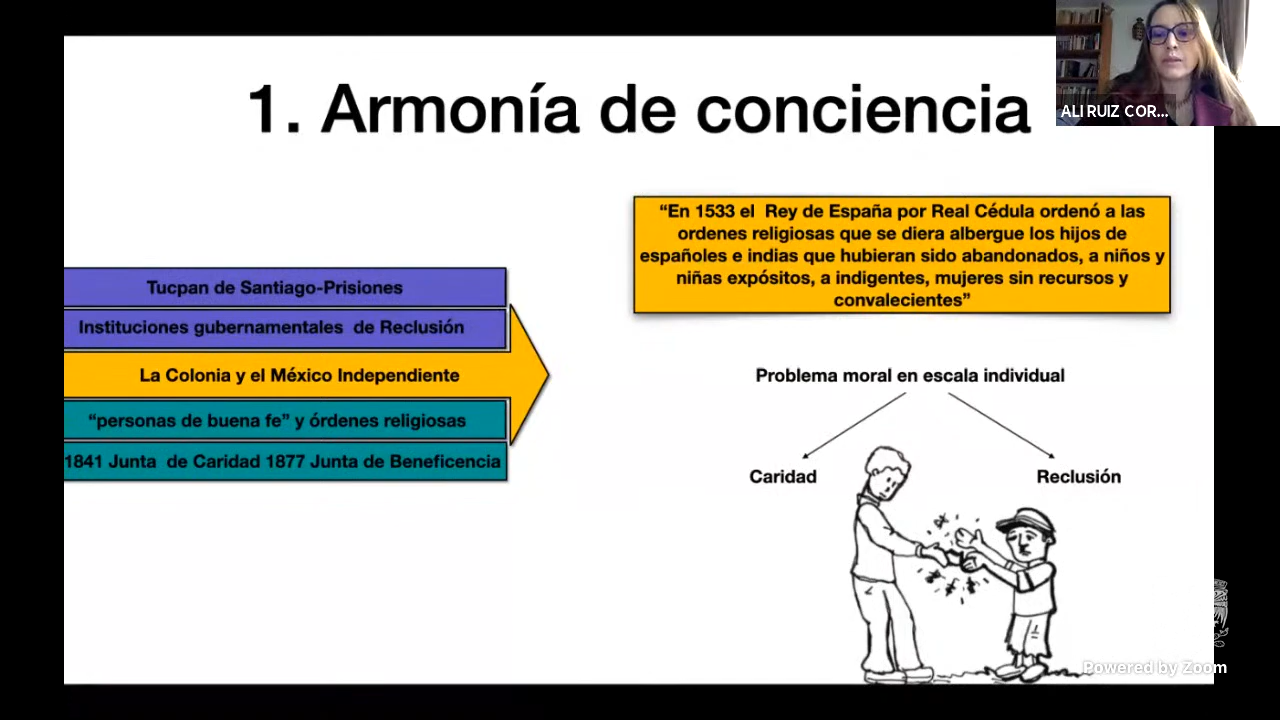 1. Armonía de conciencia
ALI RUIZ COR...
“En 1533 el Rey de España por Real Cédula ordenó a las
ordenes religiosas que se diera albergue los hijos de
españoles e indias que hubieran sido abandonados, a niños y
niñas expósitos, a indigentes, mujeres sin recursos y
convalecientes”
Tucpan de Santiago-Prisiones
Instituciones gubernamentales de Reclusión
La Colonia y el México Independiente
“personas de buena fe” y órdenes religiosas
1841 Junta de Caridad 1877 Junta de Beneficencia
Problema moral en escala individual
Caridad
Reclusión
Powered by Zoom